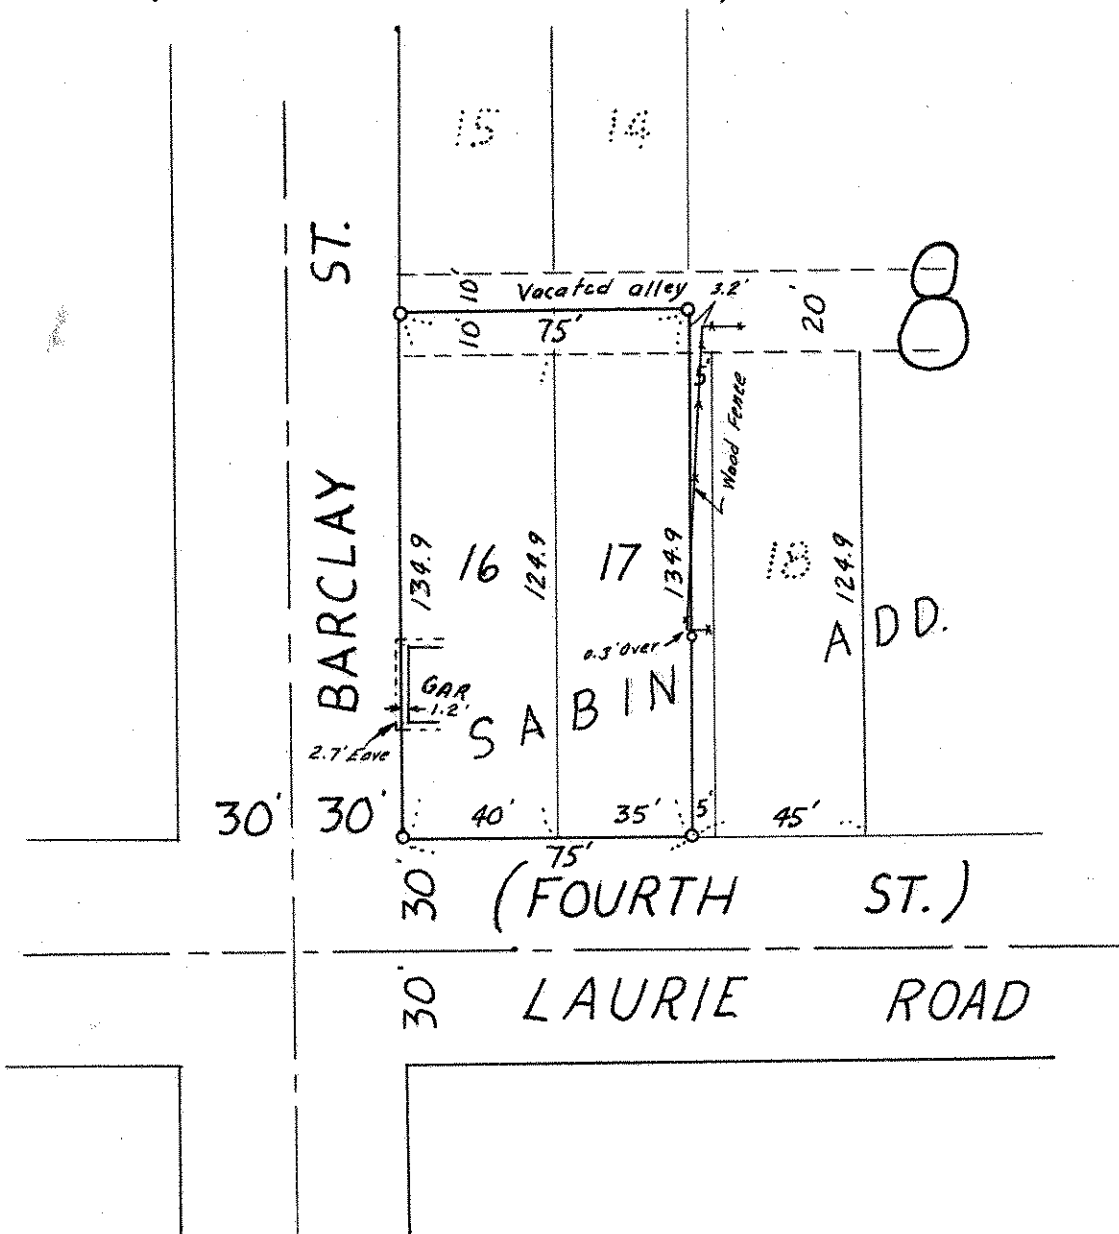 15
14
ST.
10'
Vacated alley
3.2'
20'
8
10'
75'
5'
Wood Fence
BARCLAY
134.9
16
124.9
17
134.9
18
124.9
ADD.
0.3' Over
GAR
1.2'
SABIN
2.7' Eave
30'
30'
40'
35'
5'
45'
75'
30'
(FOURTH ST.)
30'
LAURIE ROAD